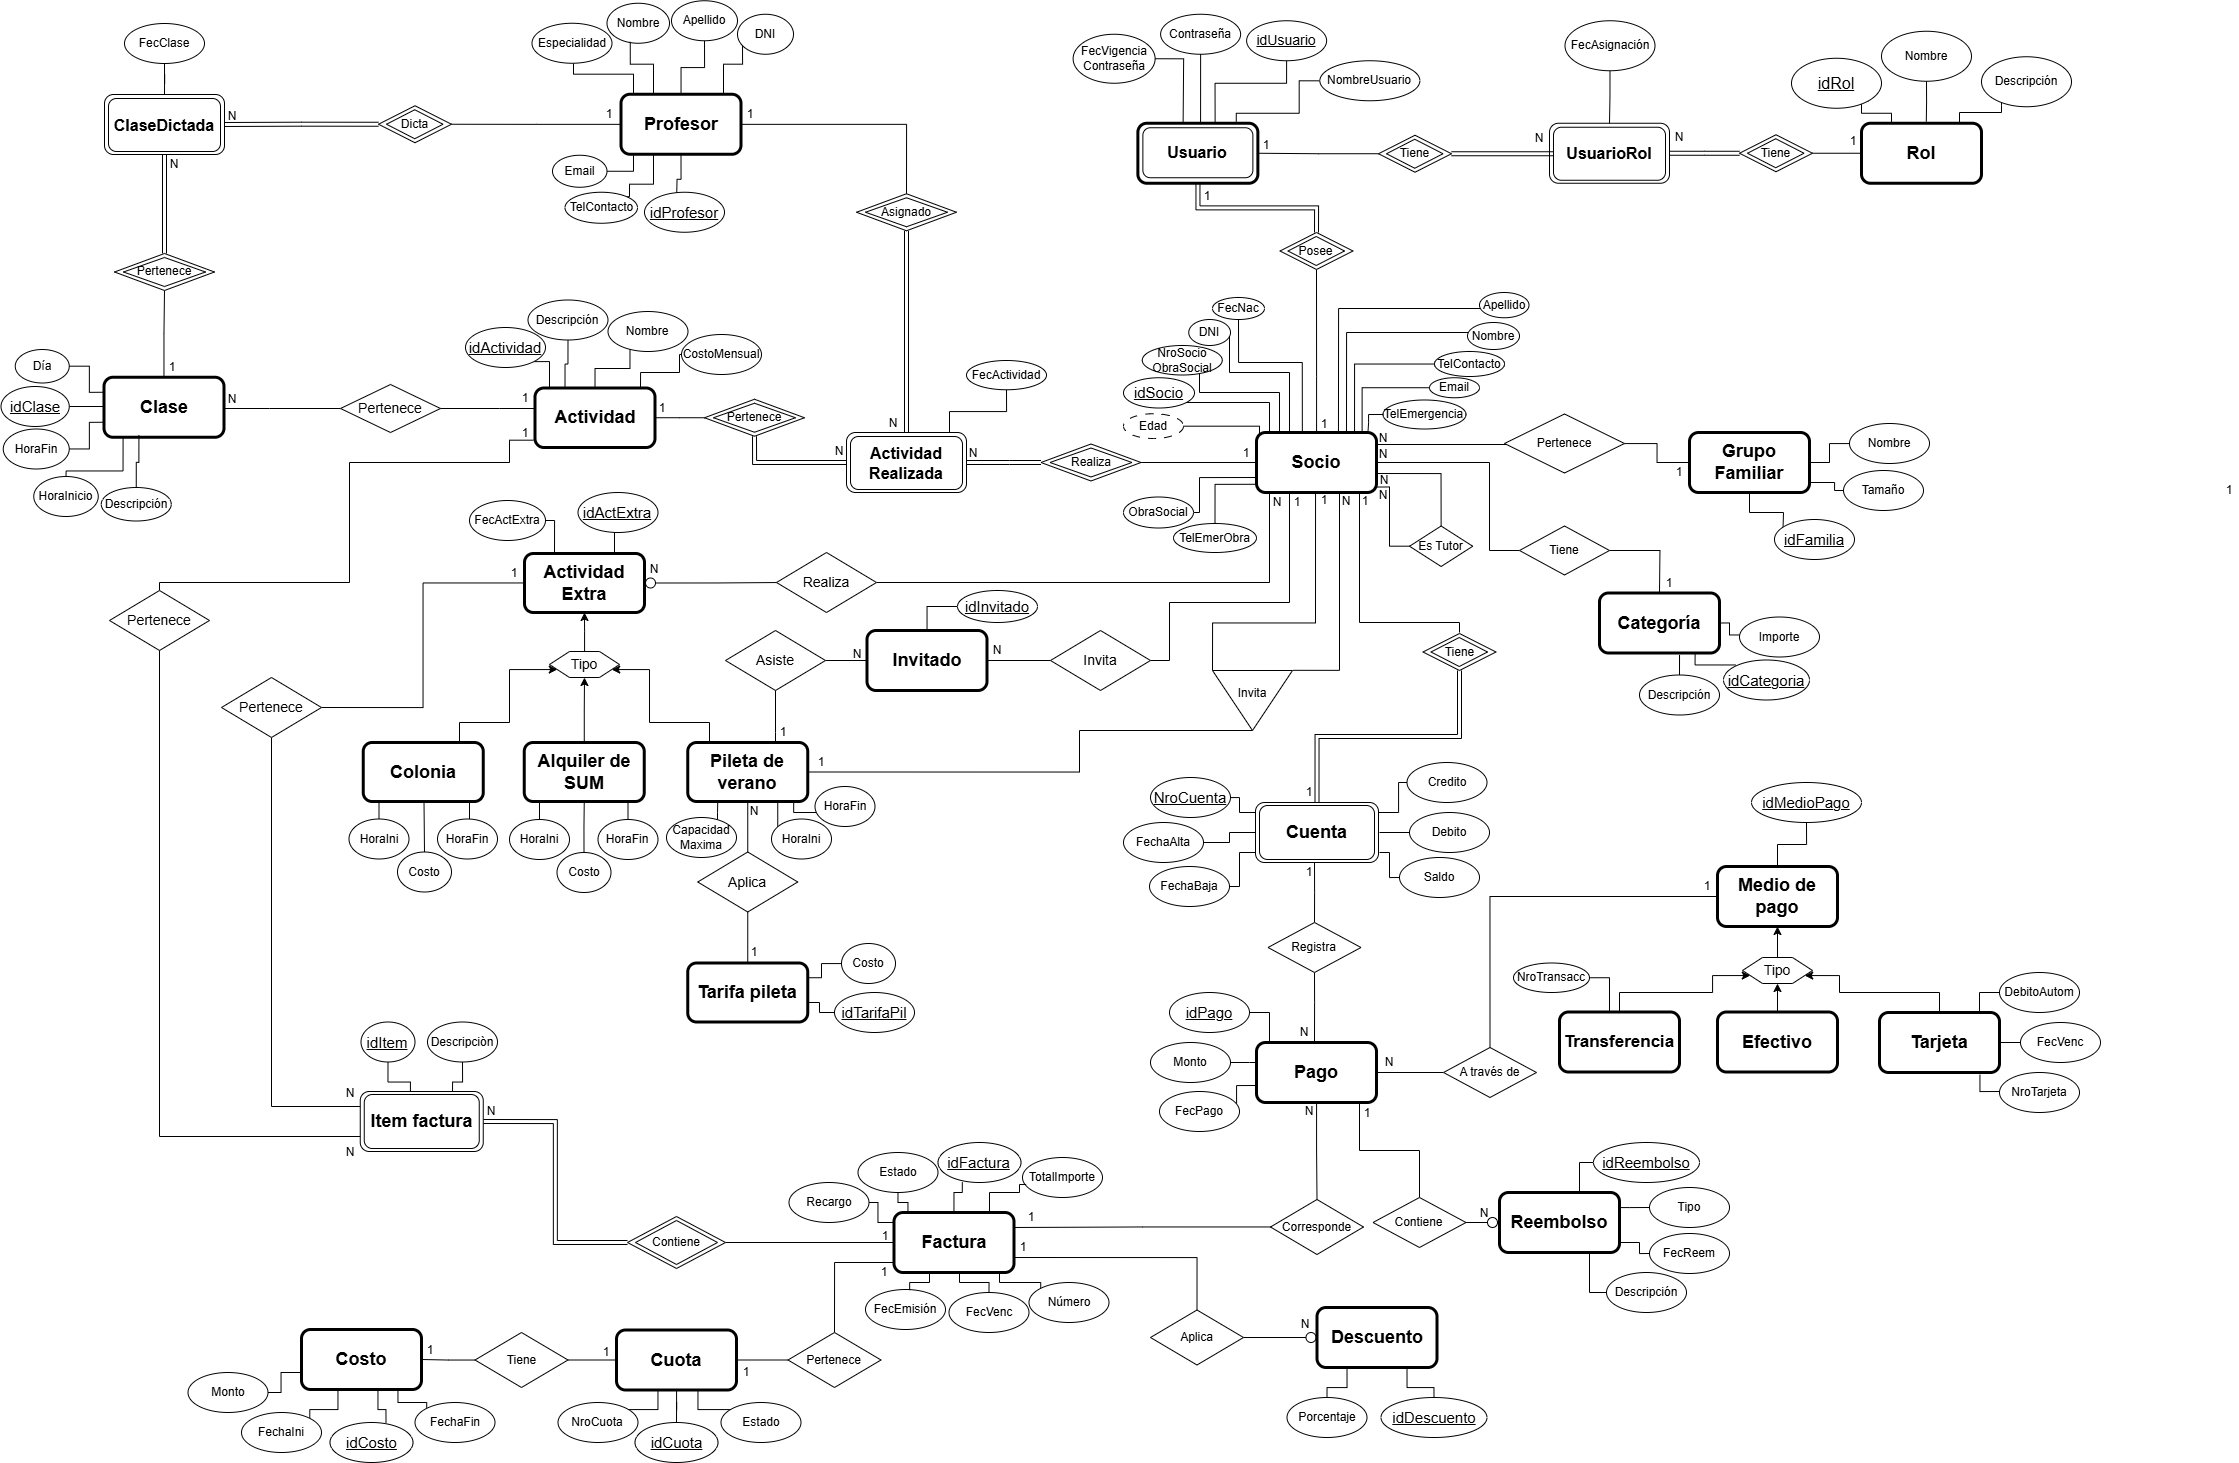 FecClase
ClaseDictada
N
N
Dicta
1
Especialidad
Nombre
Apellido
DNI
Profesor
1
Email
TelContacto
idProfesor
Asignado
N
FecVigencia
Contraseña
Contraseña
idUsuario
NombreUsuario
Usuario
1
1
Tiene
N
FecAsignación
UsuarioRol
N
Tiene
1
idRol
Nombre
Descripción
Rol
Posee
1
Pertenece
1
Día
idClase
HoraFin
HoraInicio
Descripción
Clase
N
Pertenece
1
1
idActividad
Descripción
Nombre
CostoMensual
Actividad
1
Pertenece
N
FecActividad
Actividad
Realizada
N
Realiza
1
FecNac
DNI
NroSocio
ObraSocial
idSocio
Edad
Apellido
Nombre
TelContacto
Email
TelEmergencia
Socio
ObraSocial
TelEmerObra
N
1
1
N
1
N
N
N
N
Es Tutor
Pertenece
1
Grupo
Familiar
Nombre
Tamaño
idFamilia
1
Tiene
1
Categoría
Importe
idCategoria
Descripción
FecActExtra
idActExtra
1
Actividad
Extra
N
Realiza
Pertenece
Pertenece
Tipo
idInvitado
Asiste
N
Invitado
N
Invita
Invita
Tiene
1
1
Colonia
HoraIni
Costo
HoraFin
Alquiler de
SUM
HoraIni
Costo
HoraFin
Pileta de
verano
1
N
Capacidad
Maxima
HoraIni
HoraFin
Aplica
1
Tarifa pileta
Costo
idTarifaPil
NroCuenta
FechaAlta
FechaBaja
Cuenta
Credito
Debito
Saldo
1
Registra
N
idMedioPago
1
Medio de
pago
Tipo
NroTransacc
Transferencia
Efectivo
Tarjeta
DebitoAutom
FecVenc
NroTarjeta
idPago
Monto
FecPago
Pago
N
A través de
N
1
idItem
Descripciòn
N
N
Item factura
N
Contiene
1
Recargo
Estado
idFactura
TotalImporte
Factura
1
1
1
FecEmisión
FecVenc
Número
Corresponde
Contiene
N
Reembolso
idReembolso
Tipo
FecReem
Descripción
Aplica
N
Descuento
Porcentaje
idDescuento
Costo
1
Tiene
1
Cuota
1
Pertenece
Monto
FechaIni
idCosto
FechaFin
NroCuota
idCuota
Estado